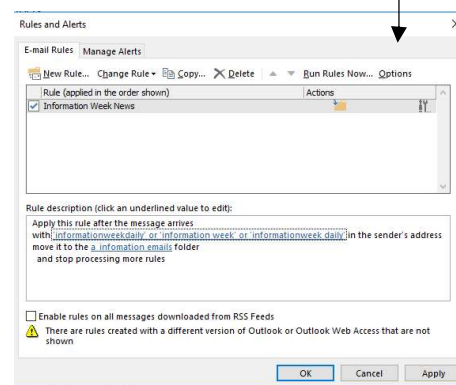 Rules and Alerts
E-mail Rules Manage Alerts
New Rule... Change Rule Copy... Delete Run Rules Now... Options
Rule (applied in the order shown) Actions
Information Week News
Rule description (click an underlined value to edit):
Apply this rule after the message arrives
with 'informationweekdaily' or 'information week' or 'informationweek daily' in the sender's address
move it to the a infomation emails folder
and stop processing more rules
Enable rules on all messages downloaded from RSS Feeds
There are rules created with a different version of Outlook or Outlook Web Access that are not
shown
OK Cancel Apply